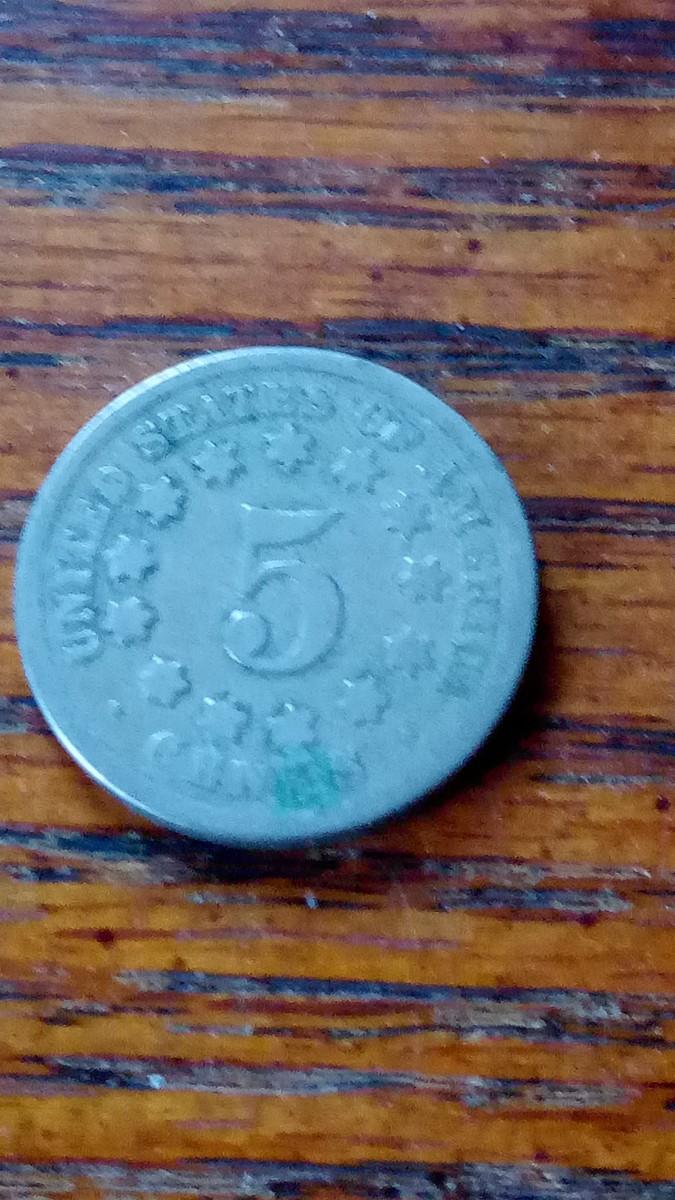 UNITED STATES OF AMERICA
5
CENTS